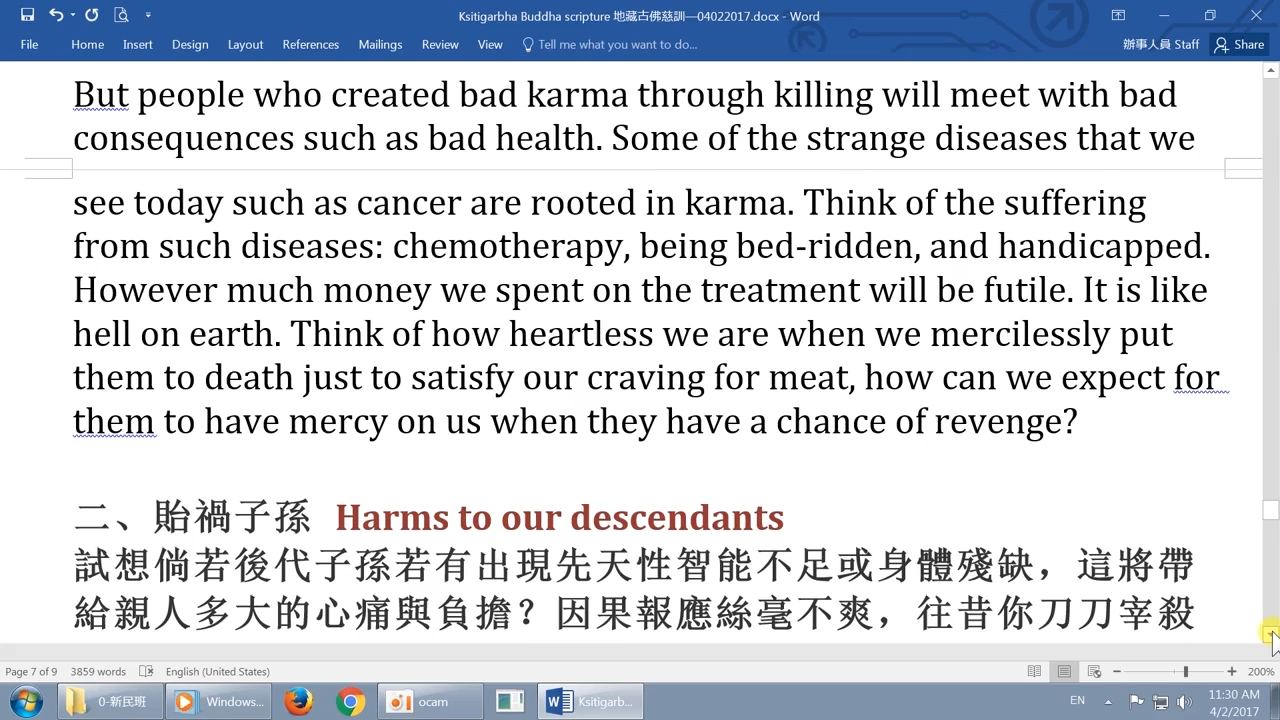 Ksitigarbha Buddha scripture 地藏古佛慈訓—04022017.docx - Word
File Home Insert Design Layout References Mailings Review View Tell me what you want to do... 辦事人員 Staff Share
But people who created bad karma through killing will meet with bad
consequences such as bad health. Some of the strange diseases that we
see today such as cancer are rooted in karma. Think of the suffering
from such diseases: chemotherapy, being bed-ridden, and handicapped.
However much money we spent on the treatment will be futile. It is like
hell on earth. Think of how heartless we are when we mercilessly put
them to death just to satisfy our craving for meat, how can we expect for
them to have mercy on us when they have a chance of revenge?
二、貽禍子孫 Harms to our descendants
試想倘若後代子孫若有出現先天性智能不足或身體殘缺，這將帶
給親人多大的心痛與負擔？因果報應絲毫不爽，往昔你刀刀宰殺
Page 7 of 9 3859 words English (United States) 200%
0-新民班 Windows... ocam Ksitigarb... EN 11:30 AM
4/2/2017